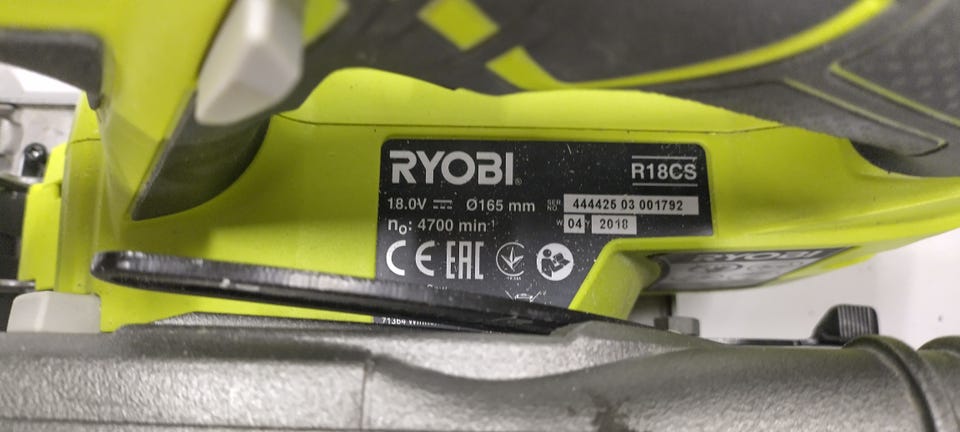 RYOBI
R18CS
18.0V Ø165 mm
SER NO. 444425 03 001792
n₀: 4700 min⁻¹
W 04 Y 2018
CE EAC
RYOBI